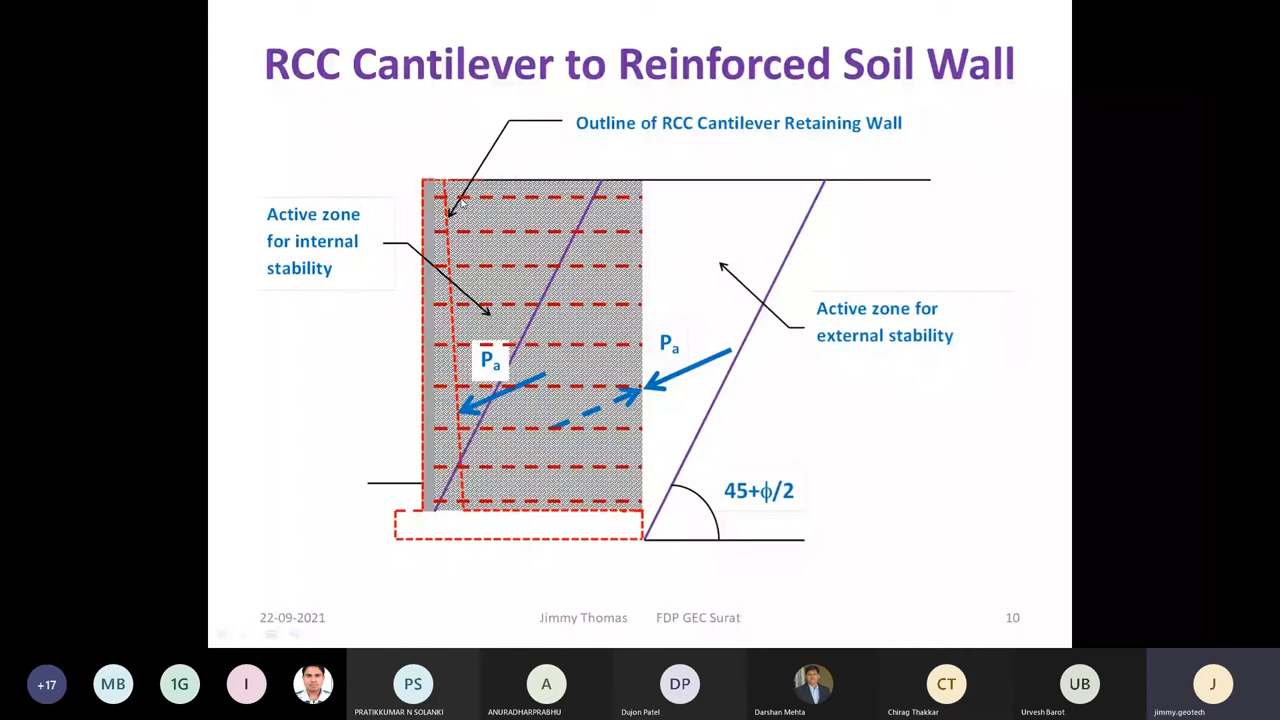 RCC Cantilever to Reinforced Soil Wall
Outline of RCC Cantilever Retaining Wall
Active zone
for internal
stability
Pa
Pa
Active zone for
external stability
45+ϕ/2
22-09-2021
Jimmy Thomas FDP GEC Surat
10
+17
MB
1G
I
PS
A
DP
CT
UB
J
PRATIKKUMAR N SOLANKI
ANURADHARPRABHU
Dujon Patel
Darshan Mehta
Chirag Thakkar
Urvesh Barot
jimmy.geotech